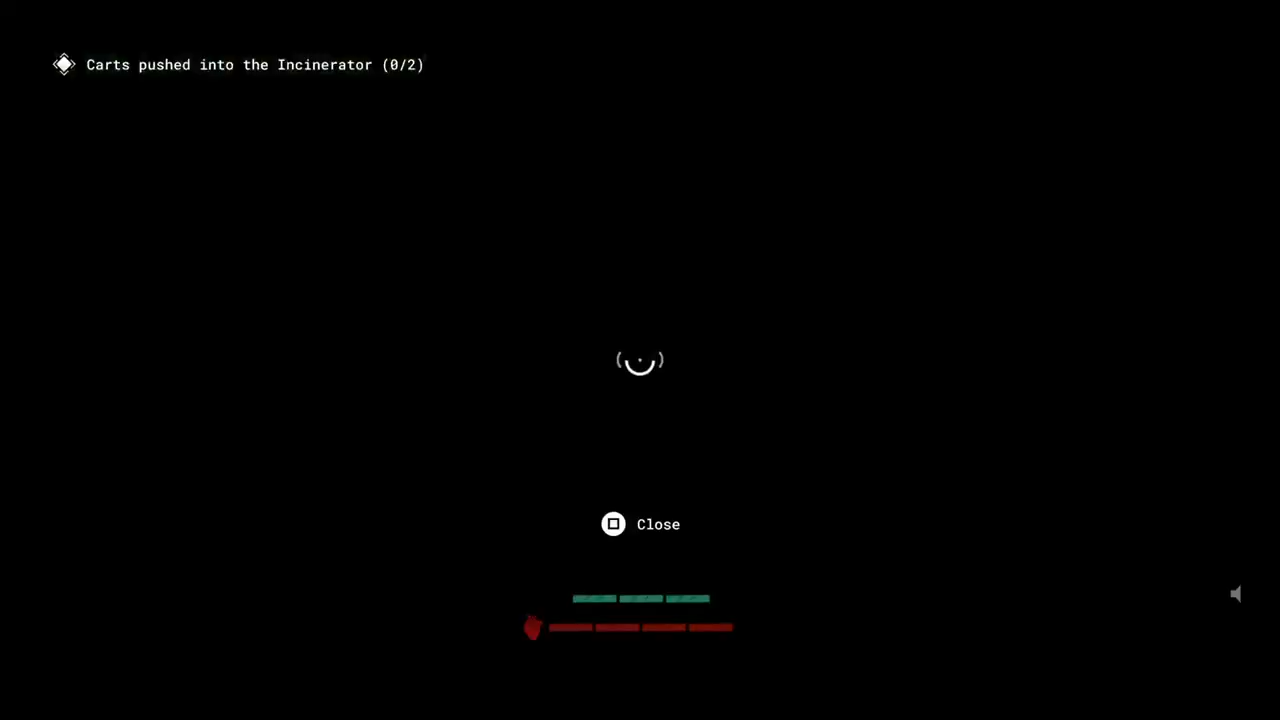 Carts pushed into the Incinerator (0/2)
Close